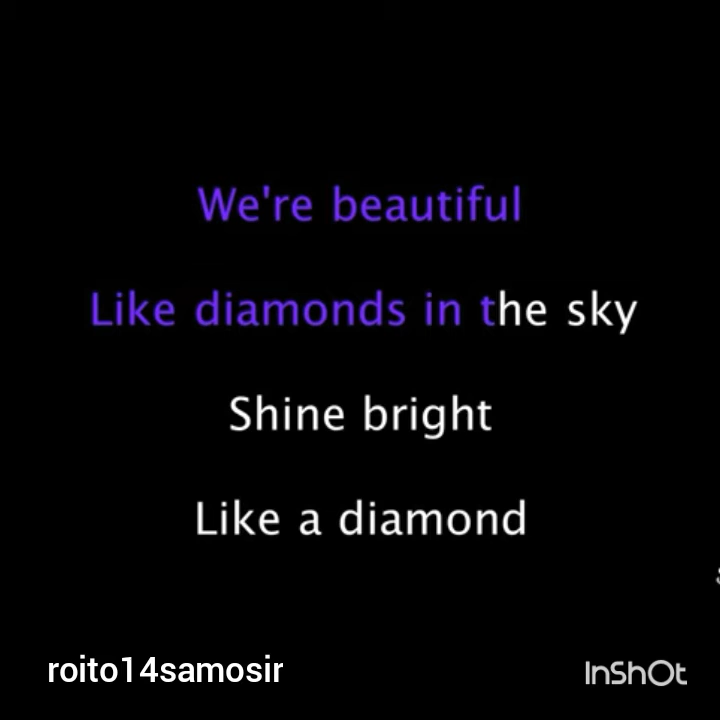 We're beautiful
Like diamonds in the sky
Shine bright
Like a diamond
roito14samosir
InShOt